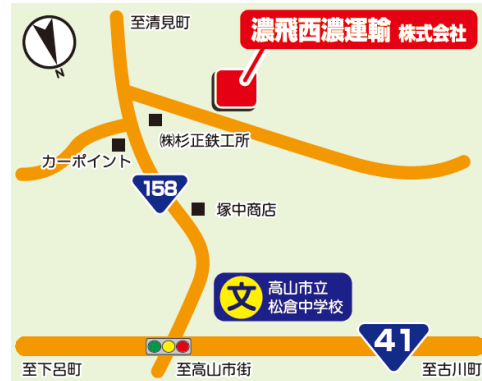 至清見町
濃飛西濃運輸 株式会社
N
㈱杉正鉄工所
カーポイント
158
塚中商店
文
高山市立
松倉中学校
41
至下呂町
至高山市街
至古川町